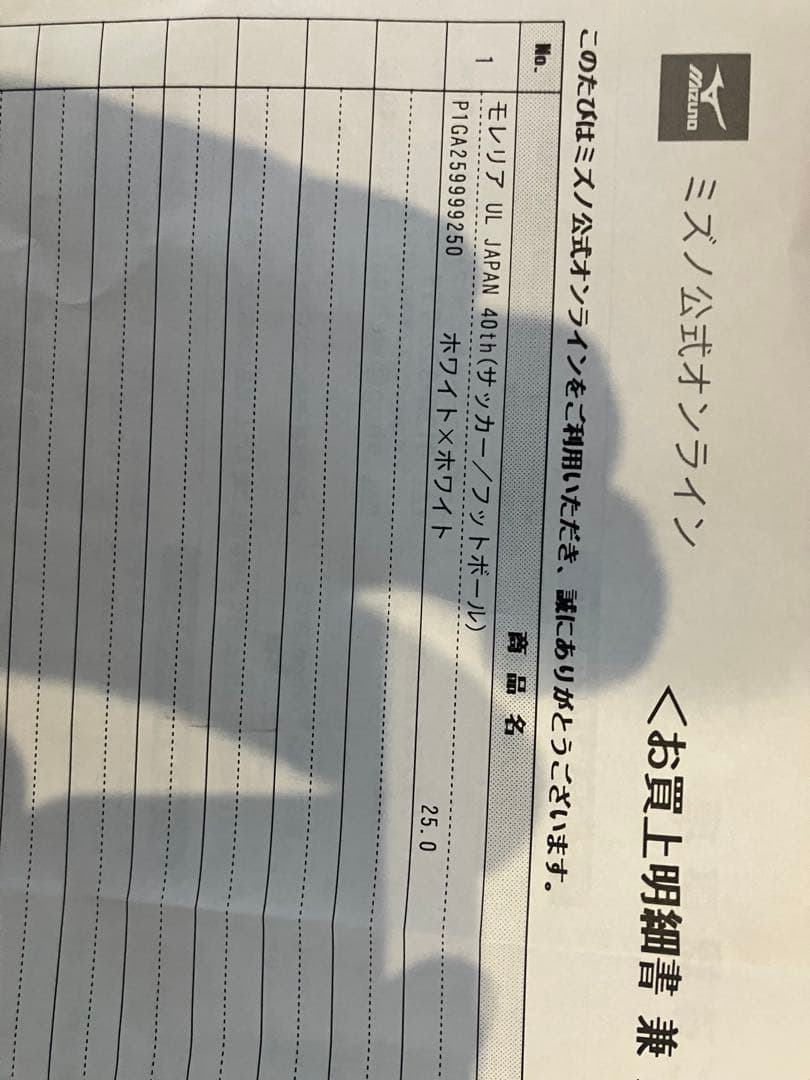 MIZUNO
ミズノ公式オンライン
<お買上明細書 兼
このたびはミズノ公式オンラインをご利用いただき、誠にありがとうございます。
No. 商 品 名
1 モレリア UL JAPAN 40th(サッカー/フットボール)
P1GA259999250 ホワイト×ホワイト 25.0